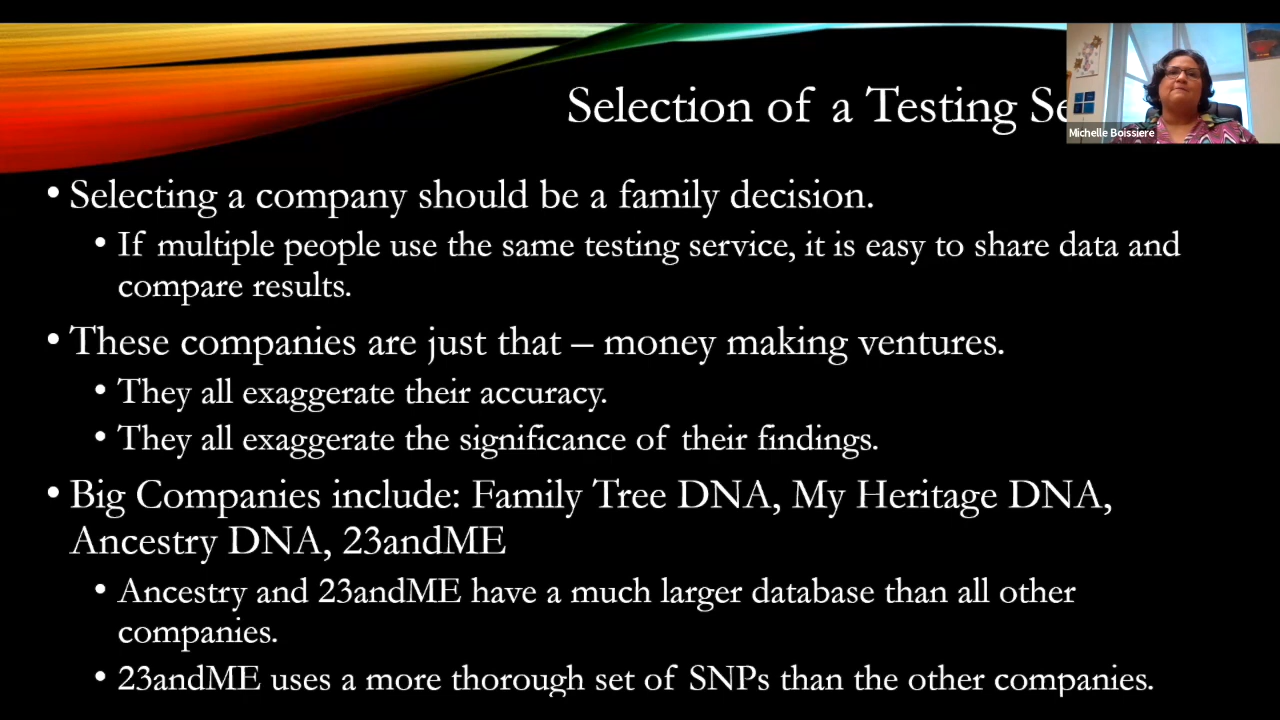 Selection of a Testing
Michelle Boissiere
• Selecting a company should be a family decision.
• If multiple people use the same testing service, it is easy to share data and
compare results.
• These companies are just that – money making ventures.
• They all exaggerate their accuracy.
• They all exaggerate the significance of their findings.
• Big Companies include: Family Tree DNA, My Heritage DNA,
Ancestry DNA, 23andME
• Ancestry and 23andME have a much larger database than all other
companies.
• 23andME uses a more thorough set of SNPs than the other companies.